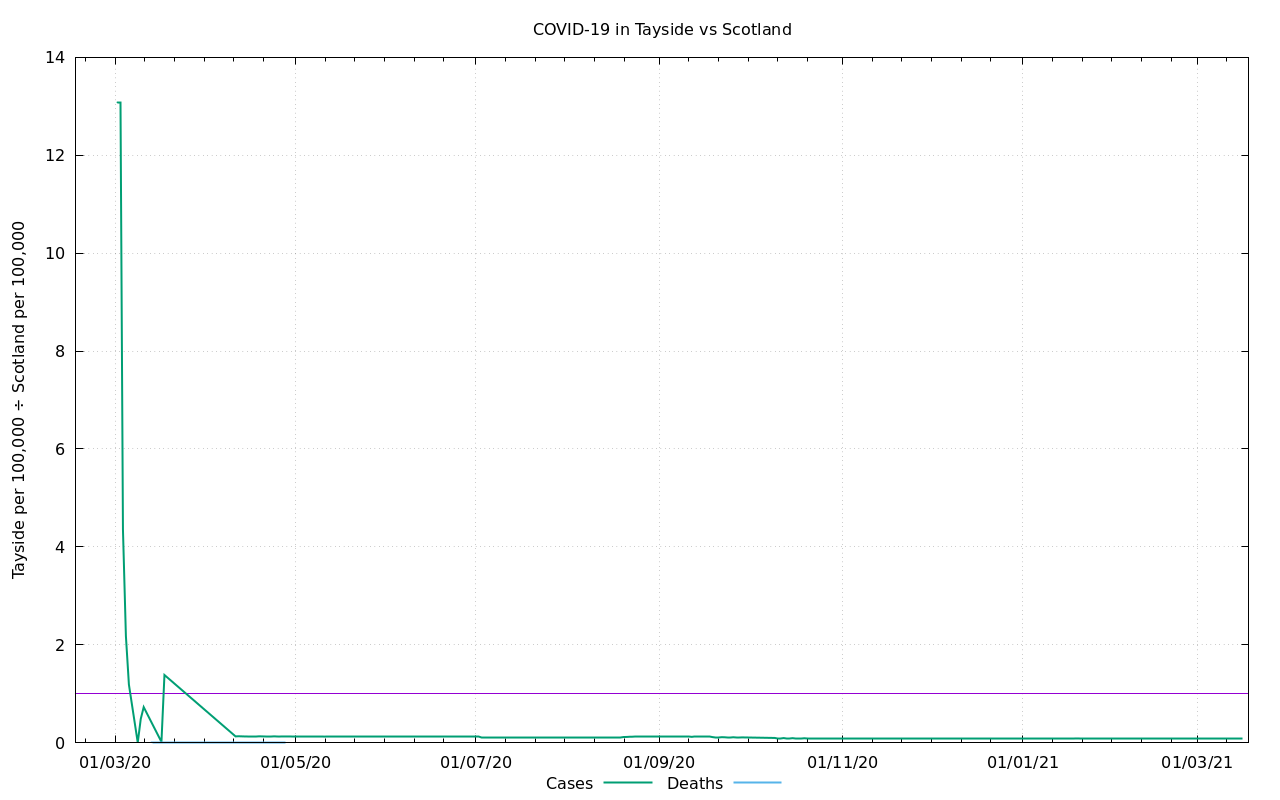 COVID-19 in Tayside vs Scotland
14
12
10
8
6
4
2
0
Tayside per 100,000 ÷ Scotland per 100,000
01/03/20 01/05/20 01/07/20 01/09/20 01/11/20 01/01/21 01/03/21
Cases Deaths